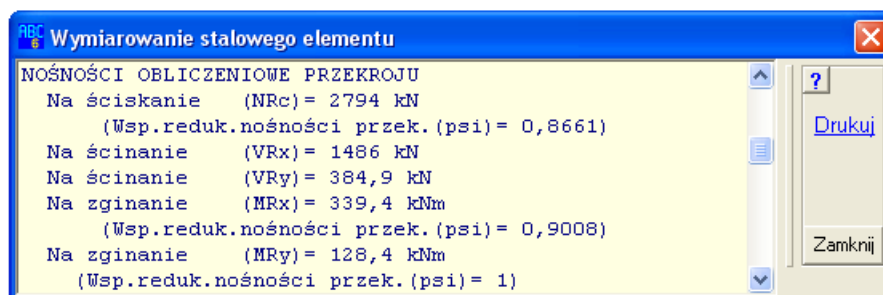 ABC
6 Wymiarowanie stalowego elementu
NOŚNOŚCI OBLICZENIOWE PRZEKROJU
Na ściskanie (NRc)= 2794 kN
(Wsp.reduk.nośności przek.(psi)= 0,8661)
Na ścinanie (VRx)= 1486 kN
(VRy)= 384,9 kN
Na ścinanie
Na zginanie (MRx)= 339,4 kNm
(Wsp.reduk.nośności przek.(psi)= 0,9008)
Na zginanie (MRy)= 128,4 kNm
(Wsp.reduk.nośności przek.(psi)= 1)
?
Drukuj
Zamknij